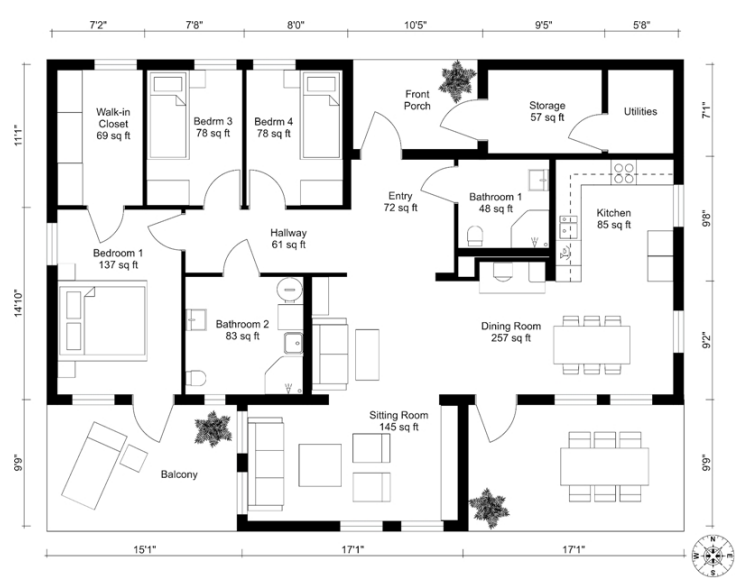 7'2"
7'8"
8'0"
10'5"
9'5"
5'8"
11'1"
14'10"
9'9"
7'1"
9'8"
9'2"
9'9"
Walk-in
Closet
69 sq ft
Bedrm 3
78 sq ft
Bedrm 4
78 sq ft
Front
Porch
Storage
57 sq ft
Utilities
Entry
72 sq ft
Bathroom 1
48 sq ft
Kitchen
85 sq ft
Hallway
61 sq ft
Bedroom 1
137 sq ft
Bathroom 2
83 sq ft
Dining Room
257 sq ft
Sitting Room
145 sq ft
Balcony
15'1"
17'1"
17'1"
N
W
E
S